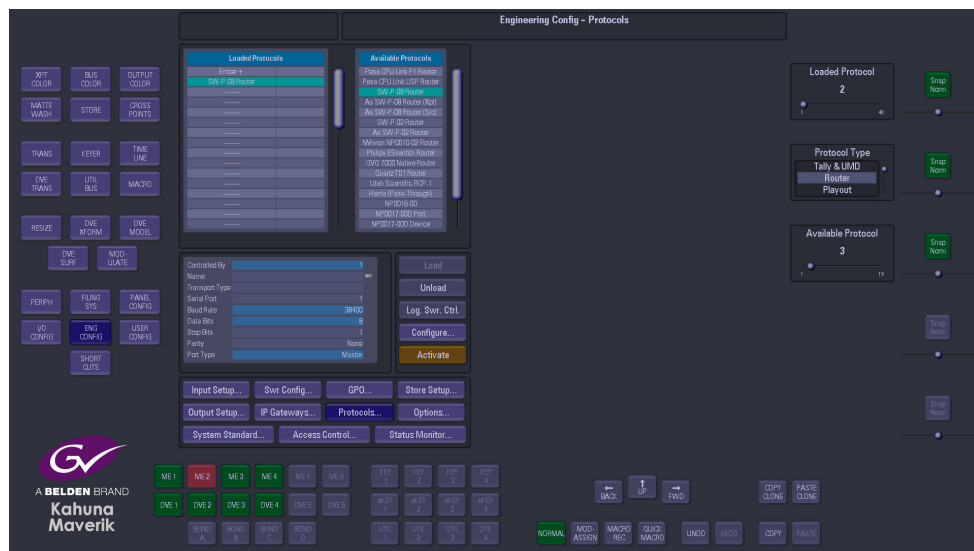 Engineering Config – Protocols
Loaded Protocols
Ember+
SW-P-08 Router
Available Protocols
Pesa CPU Link P1 Router
Pesa CPU Link USP Router
SW-P-08 Router
As SW-P-08 Router (Xpt)
As SW-P-08 Router (Src)
SW-P-02 Router
As SW-P-02 Router
NVision NP0010-02 Router
Philips ESwitch Router
GVG 7000 Native Router
Quartz T01 Router
Utah Scientific RCP-1
Harris (Pass-Through)
NP0016-00
NP0017-00D Port
NP0017-00D Device
XPT COLOR
BUS COLOR
OUTPUT COLOR
MATTE WASH
STORE
CROSS POINTS
TRANS
KEYER
TIME LINE
DVE TRANS
UTIL BUS
MACRO
RESIZE
DVE XFORM
DVE MODEL
DVE SURF
MOD- ULATE
PERIPH
FILING SYS
PANEL CONFIG
I/O CONFIG
ENG CONFIG
USER CONFIG
SHORT CUTS
Controlled By 1
Name
Transport Type
Serial Port 1
Baud Rate 38400
Data Bits 8
Stop Bits 1
Parity None
Port Type Master
Load
Unload
Log. Swr. Ctrl.
Configure...
Activate
Input Setup...
Swr Config...
GPO...
Store Setup...
Output Setup...
IP Gateways...
Protocols...
Options...
System Standard...
Access Control...
Status Monitor...
Loaded Protocol
2
1 40
Snap Norm
Protocol Type
Tally & UMD
Router
Playout
Snap Norm
Available Protocol
3
1 19
Snap Norm
Snap Norm
Snap Norm
GV
A BELDEN BRAND
Kahuna
Maverik
ME 1
ME 2
ME 3
ME 4
ME 5
ME 6
DVE 1
DVE 2
DVE 3
DVE 4
DVE 5
DVE 6
BGND A
BGND B
BGND C
BGND D
KEY 1
KEY 2
KEY 3
KEY 4
eKEY 1
eKEY 2
eKEY 3
eKEY 4
UTIL 1
UTIL 2
UTIL 3
UTIL 4
BACK
UP
FWD
COPY CLONE
PASTE CLONE
NORMAL
MOD- ASSIGN
MACRO REC
QUICK MACRO
UNDO
REDO
COPY
PASTE